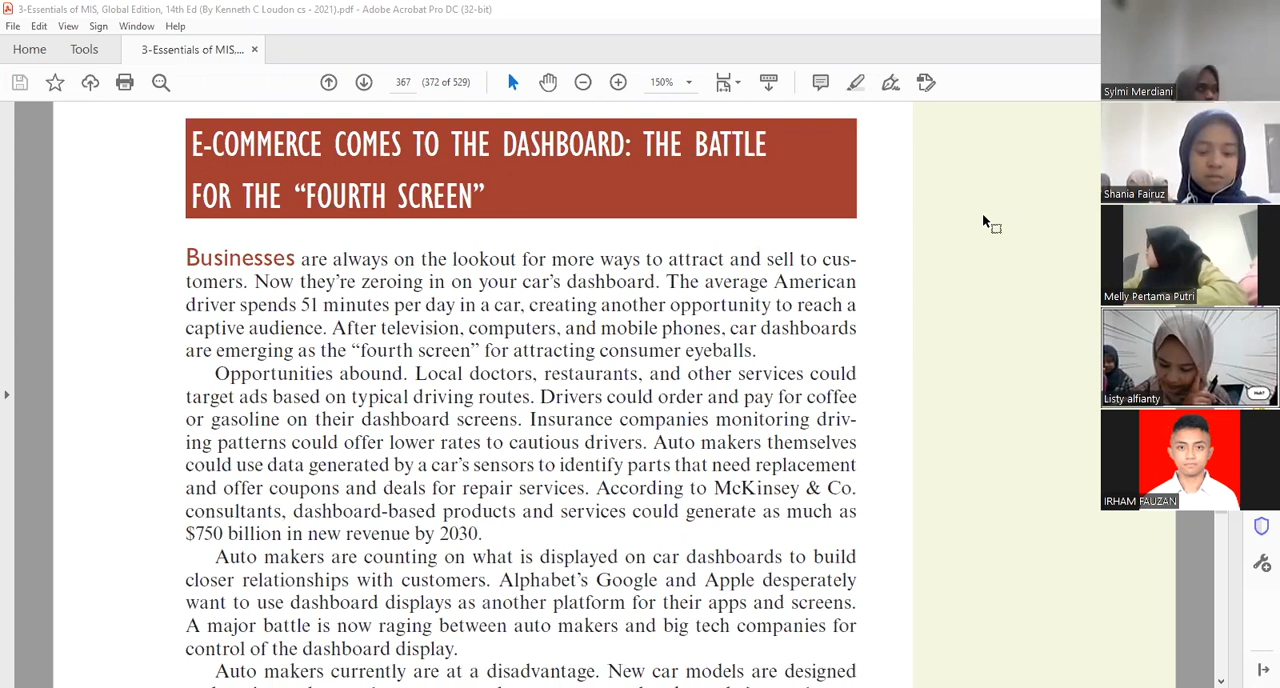 3-Essentials of MIS, Global Edition, 14th Ed (By Kenneth C Loudon cs - 2021).pdf - Adobe Acrobat Pro DC (32-bit)
File Edit View Sign Window Help
Home Tools 3-Essentials of MIS,... ×
367 (372 of 529) 150%
E-COMMERCE COMES TO THE DASHBOARD: THE BATTLE
FOR THE “FOURTH SCREEN”
Businesses are always on the lookout for more ways to attract and sell to cus-
tomers. Now they’re zeroing in on your car’s dashboard. The average American
driver spends 51 minutes per day in a car, creating another opportunity to reach a
captive audience. After television, computers, and mobile phones, car dashboards
are emerging as the “fourth screen” for attracting consumer eyeballs.
Opportunities abound. Local doctors, restaurants, and other services could
target ads based on typical driving routes. Drivers could order and pay for coffee
or gasoline on their dashboard screens. Insurance companies monitoring driv-
ing patterns could offer lower rates to cautious drivers. Auto makers themselves
could use data generated by a car’s sensors to identify parts that need replacement
and offer coupons and deals for repair services. According to McKinsey & Co.
consultants, dashboard-based products and services could generate as much as
$750 billion in new revenue by 2030.
Auto makers are counting on what is displayed on car dashboards to build
closer relationships with customers. Alphabet’s Google and Apple desperately
want to use dashboard displays as another platform for their apps and screens.
A major battle is now raging between auto makers and big tech companies for
control of the dashboard display.
Auto makers currently are at a disadvantage. New car models are designed
Sylmi Merdiani
Shania Fairuz
Melly Pertama Putri
Listy alfianty
IRHAM FAUZAN